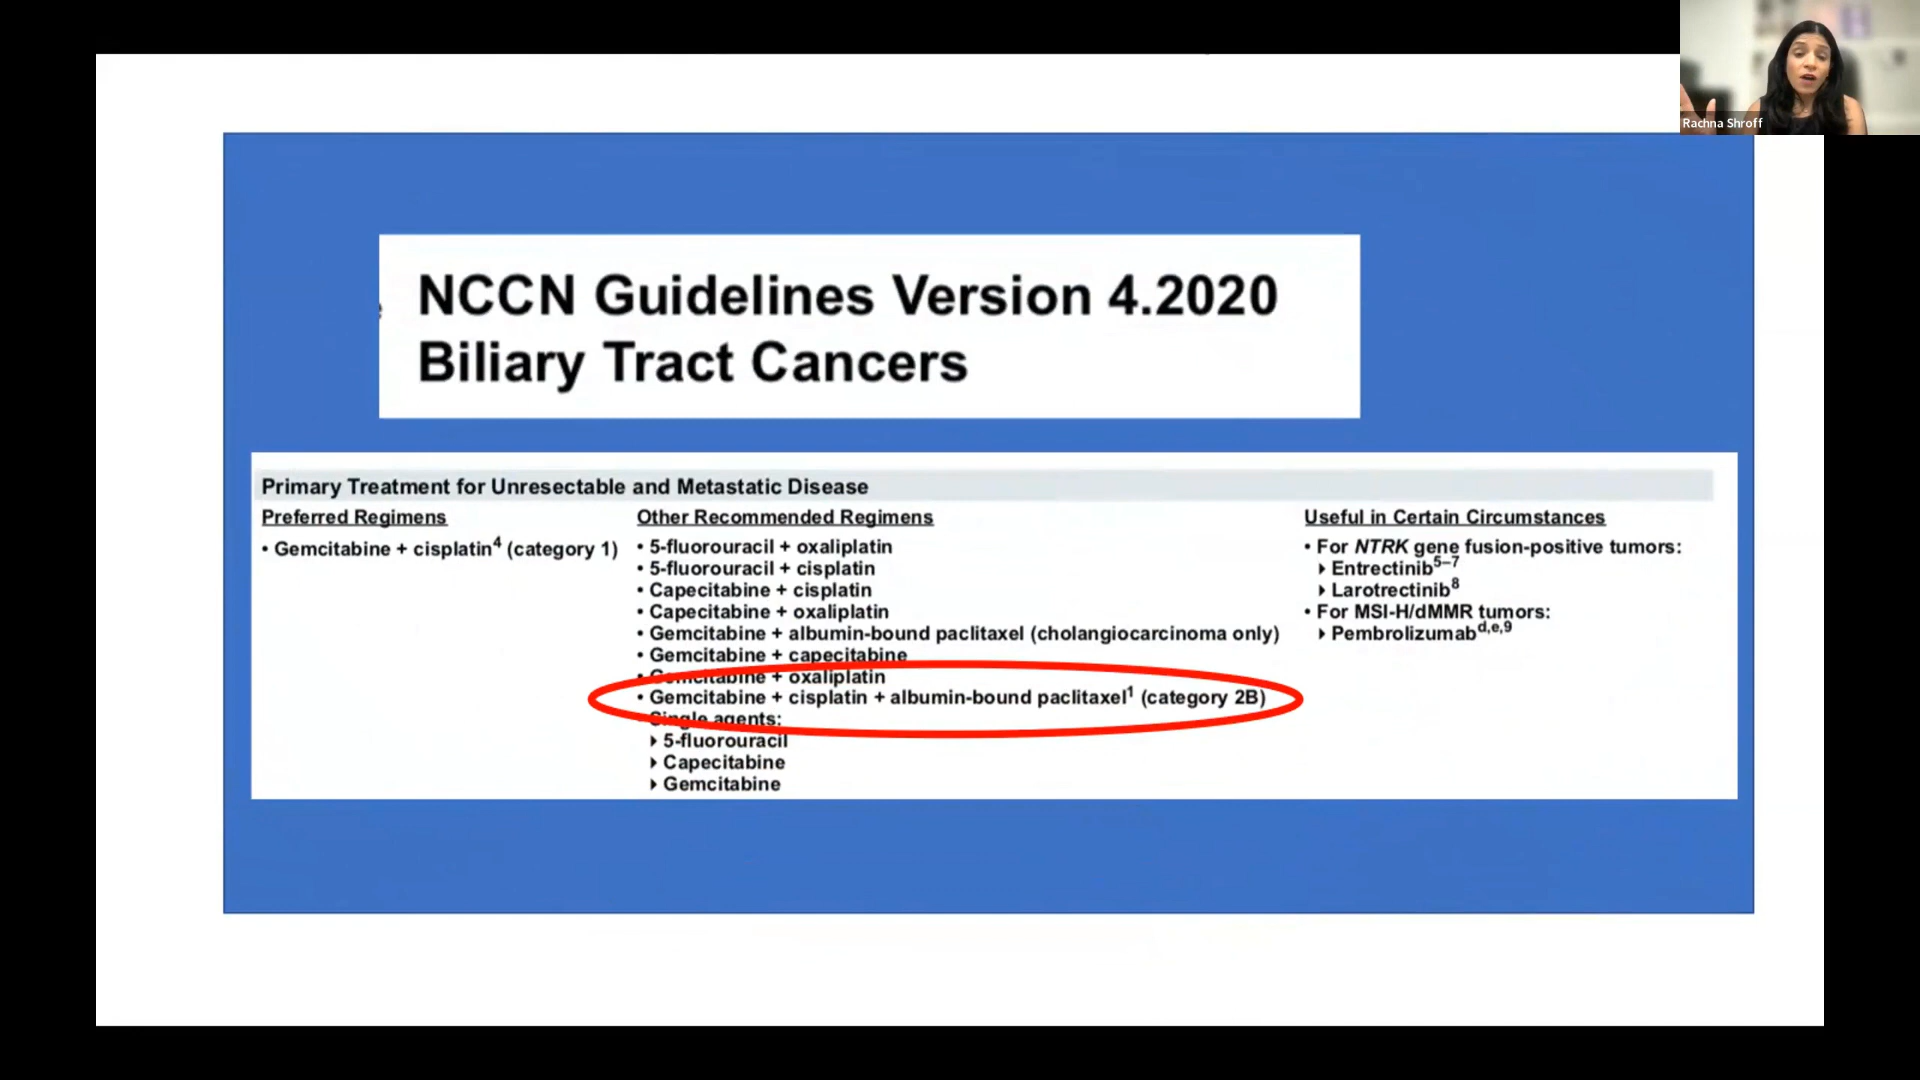 Rachna Shroff
NCCN Guidelines Version 4.2020
Biliary Tract Cancers
Primary Treatment for Unresectable and Metastatic Disease
Preferred Regimens
• Gemcitabine + cisplatin⁴ (category 1)
Other Recommended Regimens
• 5-fluorouracil + oxaliplatin
• 5-fluorouracil + cisplatin
• Capecitabine + cisplatin
• Capecitabine + oxaliplatin
• Gemcitabine + albumin-bound paclitaxel (cholangiocarcinoma only)
• Gemcitabine + capecitabine
• Gemcitabine + oxaliplatin
• Gemcitabine + cisplatin + albumin-bound paclitaxel¹ (category 2B)
• Single agents:
‣ 5-fluorouracil
‣ Capecitabine
‣ Gemcitabine
Useful in Certain Circumstances
• For NTRK gene fusion-positive tumors:
‣ Entrectinib⁵⁻⁷
‣ Larotrectinib⁸
• For MSI-H/dMMR tumors:
‣ Pembrolizumabᵈ,ᵉ,⁹